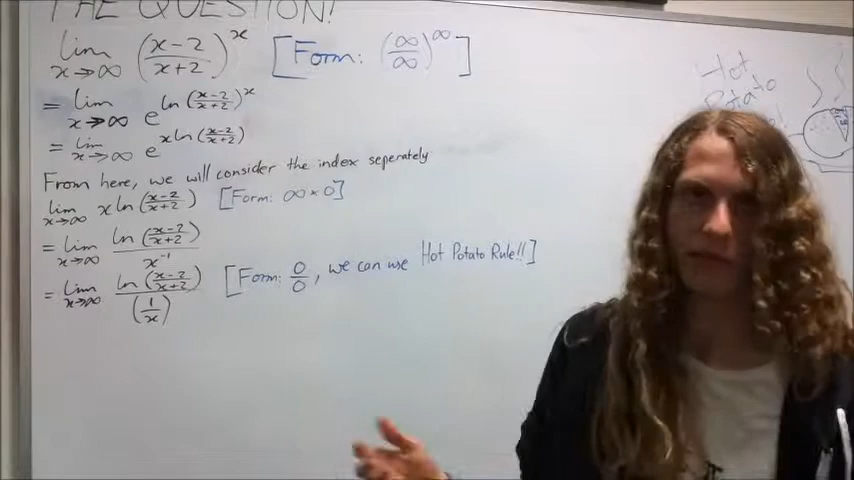 THE QUESTION!
lim x→∞ ((x-2)/(x+2))^x [Form: (∞/∞)^∞]
= lim x→∞ e^(ln((x-2)/(x+2))^x)
= lim x→∞ e^(x ln((x-2)/(x+2)))
From here, we will consider the index seperately
lim x→∞ x ln((x-2)/(x+2)) [Form: ∞×0]
= lim x→∞ ln((x-2)/(x+2)) / x^-1
= lim x→∞ ln((x-2)/(x+2)) / (1/x) [Form: 0/0, we can use Hot Potato Rule!!]
Hot
Potato